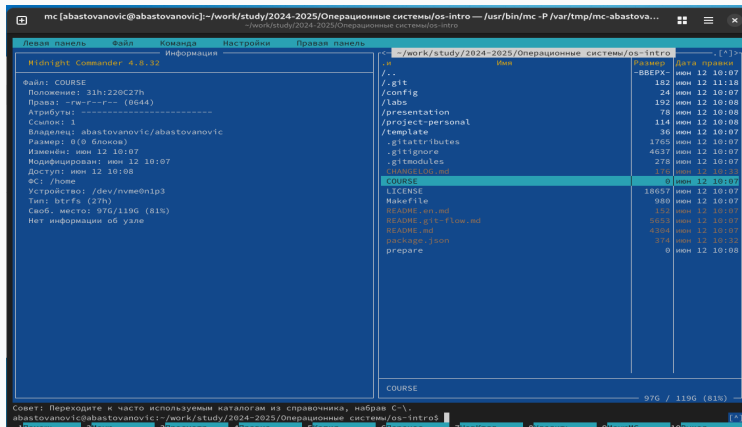 mc [abastovanovic@abastovanovic]:~/work/study/2024-2025/Операционные системы/os-intro — /usr/bin/mc -P /var/tmp/mc-abastova...
~/work/study/2024-2025/Операционные системы/os-intro
Левая панель Файл Команда Настройки Правая панель
Информация
Midnight Commander 4.8.32
Файл: COURSE
Положение: 31h:220C27h
Права: -rw-r--r-- (0644)
Атрибуты: ------------------------
Ссылок: 1
Владелец: abastovanovic/abastovanovic
Размер: 0(0 блоков)
Изменён: июн 12 10:07
Модифицирован: июн 12 10:07
Доступ: июн 12 10:08
ФС: /home
Устройство: /dev/nvme0n1p3
Тип: btrfs (27h)
Своб. место: 97G/119G (81%)
Нет информации об узле
<- ~/work/study/2024-2025/Операционные системы/os-intro .[^]>
.и Имя Размер Дата правки
/.. -ВВЕРХ- июн 12 10:07
/.git 182 июн 12 11:18
/config 24 июн 12 10:07
/labs 192 июн 12 10:08
/presentation 78 июн 12 10:08
/project-personal 114 июн 12 10:08
/template 36 июн 12 10:07
.gitattributes 1765 июн 12 10:07
.gitignore 4637 июн 12 10:07
.gitmodules 278 июн 12 10:07
CHANGELOG.md 176 июн 12 10:33
COURSE 0 июн 12 10:07
LICENSE 18657 июн 12 10:07
Makefile 980 июн 12 10:07
README.en.md 152 июн 12 10:07
README.git-flow.md 5653 июн 12 10:07
README.md 4304 июн 12 10:07
package.json 374 июн 12 10:32
prepare 0 июн 12 10:08
COURSE
97G / 119G (81%)
Совет: Переходите к часто используемым каталогам из справочника, набрав C-\.
abastovanovic@abastovanovic:~/work/study/2024-2025/Операционные системы/os-intro$ [^]